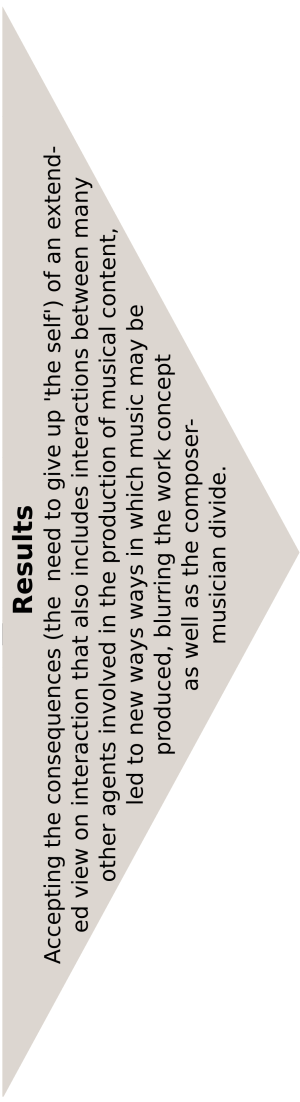 Results
Accepting the consequences (the  need to give up 'the self') of an extend-
ed view on interaction that also includes interactions between many
other agents involved in the production of musical content,
led to new ways ways in which music may be
produced, blurring the work concept
as well as the composer-
musician divide.